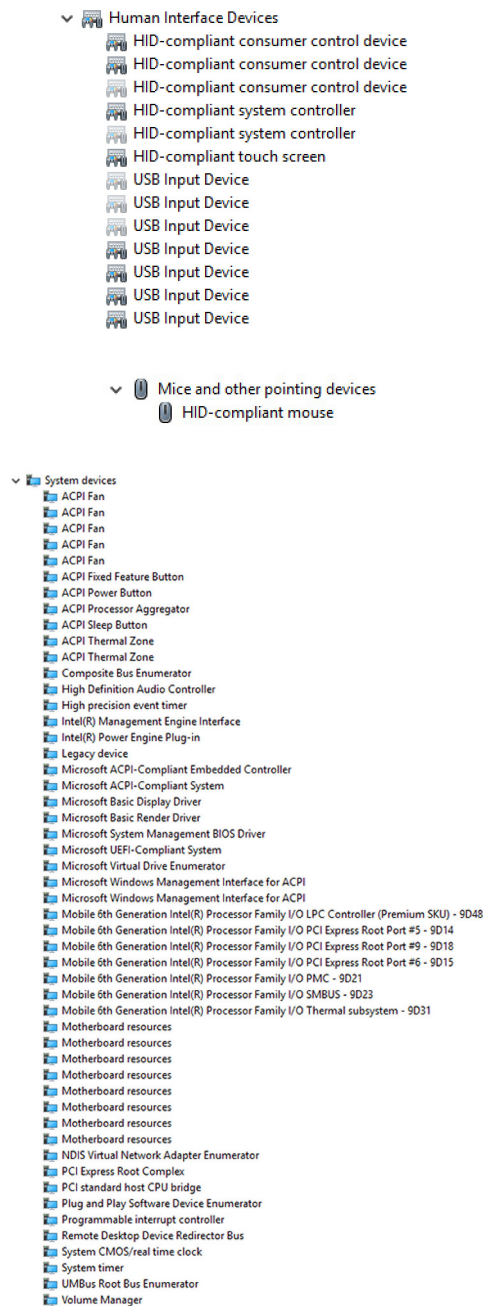 Human Interface Devices
HID-compliant consumer control device
HID-compliant consumer control device
HID-compliant consumer control device
HID-compliant system controller
HID-compliant system controller
HID-compliant touch screen
USB Input Device
USB Input Device
USB Input Device
USB Input Device
USB Input Device
USB Input Device
USB Input Device
Mice and other pointing devices
HID-compliant mouse
System devices
ACPI Fan
ACPI Fan
ACPI Fan
ACPI Fan
ACPI Fan
ACPI Fixed Feature Button
ACPI Power Button
ACPI Processor Aggregator
ACPI Sleep Button
ACPI Thermal Zone
ACPI Thermal Zone
Composite Bus Enumerator
High Definition Audio Controller
High precision event timer
Intel(R) Management Engine Interface
Intel(R) Power Engine Plug-in
Legacy device
Microsoft ACPI-Compliant Embedded Controller
Microsoft ACPI-Compliant System
Microsoft Basic Display Driver
Microsoft Basic Render Driver
Microsoft System Management BIOS Driver
Microsoft UEFI-Compliant System
Microsoft Virtual Drive Enumerator
Microsoft Windows Management Interface for ACPI
Microsoft Windows Management Interface for ACPI
Mobile 6th Generation Intel(R) Processor Family I/O LPC Controller (Premium SKU) - 9D48
Mobile 6th Generation Intel(R) Processor Family I/O PCI Express Root Port #5 - 9D14
Mobile 6th Generation Intel(R) Processor Family I/O PCI Express Root Port #9 - 9D18
Mobile 6th Generation Intel(R) Processor Family I/O PCI Express Root Port #6 - 9D15
Mobile 6th Generation Intel(R) Processor Family I/O PMC - 9D21
Mobile 6th Generation Intel(R) Processor Family I/O SMBUS - 9D23
Mobile 6th Generation Intel(R) Processor Family I/O Thermal subsystem - 9D31
Motherboard resources
Motherboard resources
Motherboard resources
Motherboard resources
Motherboard resources
Motherboard resources
Motherboard resources
Motherboard resources
NDIS Virtual Network Adapter Enumerator
PCI Express Root Complex
PCI standard host CPU bridge
Plug and Play Software Device Enumerator
Programmable interrupt controller
Remote Desktop Device Redirector Bus
System CMOS/real time clock
System timer
UMBus Root Bus Enumerator
Volume Manager